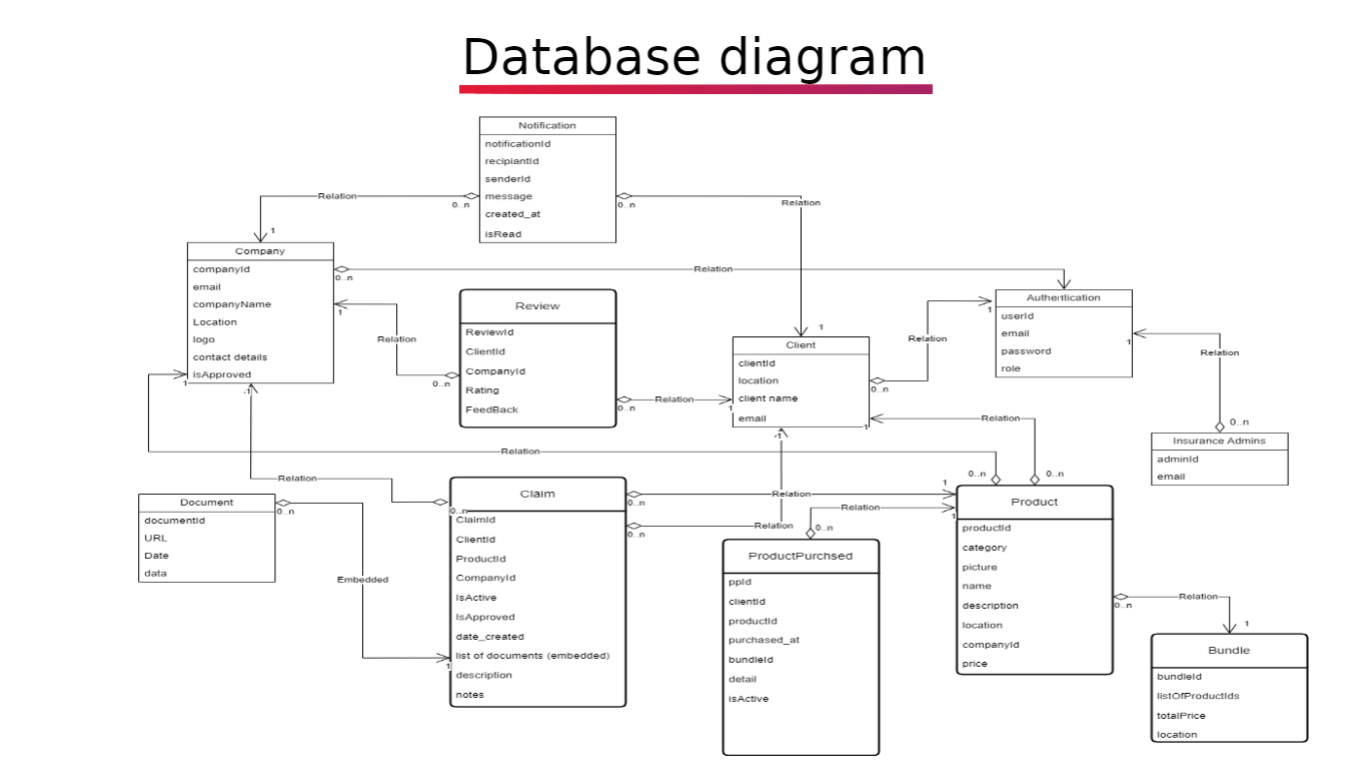 Database diagram
Notification
notificationId
recipiantId
senderId
message
created_at
isRead
Relation
0..n
1
0..n
Relation
1
Company
companyId
email
companyName
Location
logo
contact details
isApproved
0..n
Relation
1
Relation
0..n
1
1
Review
ReviewId
ClientId
CompanyId
Rating
FeedBack
0..n
Relation
1
Client
clientId
location
client name
email
0..n
Relation
1
1
1
Authentication
userId
email
password
role
1
Relation
0..n
Insurance Admins
adminId
email
Relation
Relation
0..n
0..n
Relation
0..n
Document
documentId
URL
Date
data
0..n
Embedded
1
Claim
ClaimId
ClientId
ProductId
CompanyId
IsActive
IsApproved
date_created
list of documents (embedded)
description
notes
0..n
Relation
1
0..n
Relation
Relation
0..n
1
ProductPurchsed
ppId
clientId
productId
purchased_at
bundleId
detail
isActive
Product
productId
category
picture
name
description
location
companyId
price
0..n
Relation
1
Bundle
bundleId
listOfProductIds
totalPrice
location